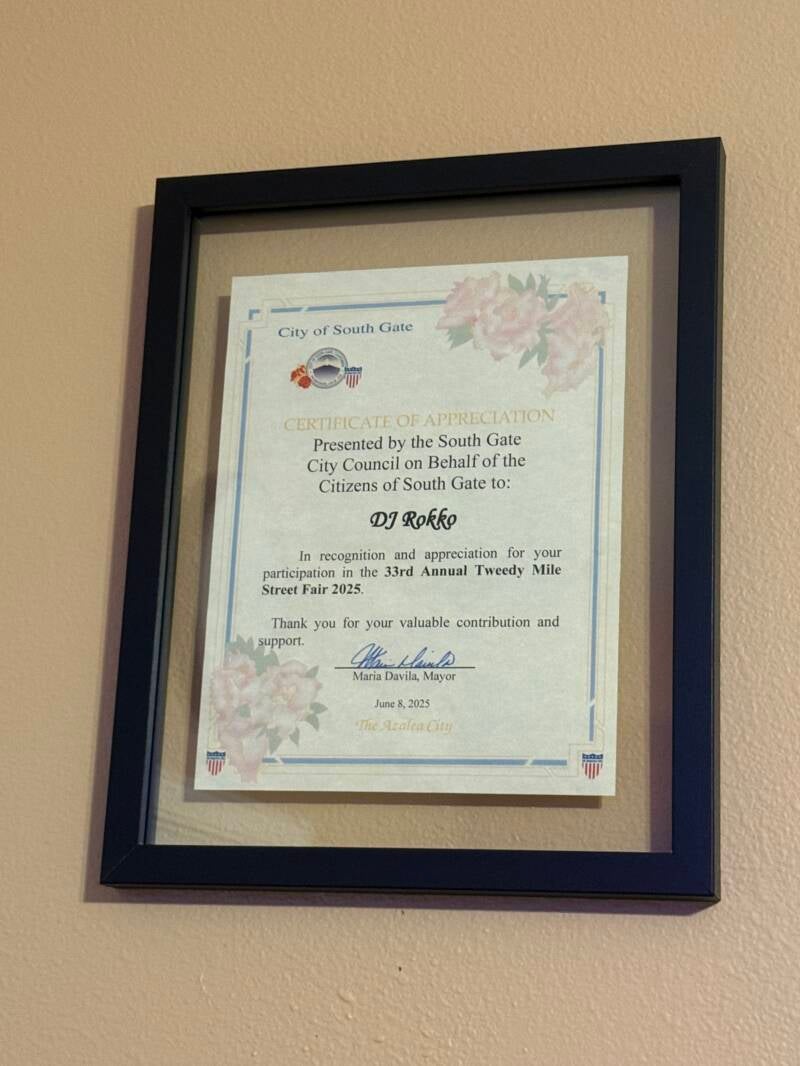 City of South Gate
CERTIFICATE OF APPRECIATION
Presented by the South Gate
City Council on Behalf of the
Citizens of South Gate to:
DJ Rokko
In recognition and appreciation for your
participation in the 33rd Annual Tweedy Mile
Street Fair 2025.
Thank you for your valuable contribution and
support.
Maria Davila, Mayor
June 8, 2025
The Azalea City